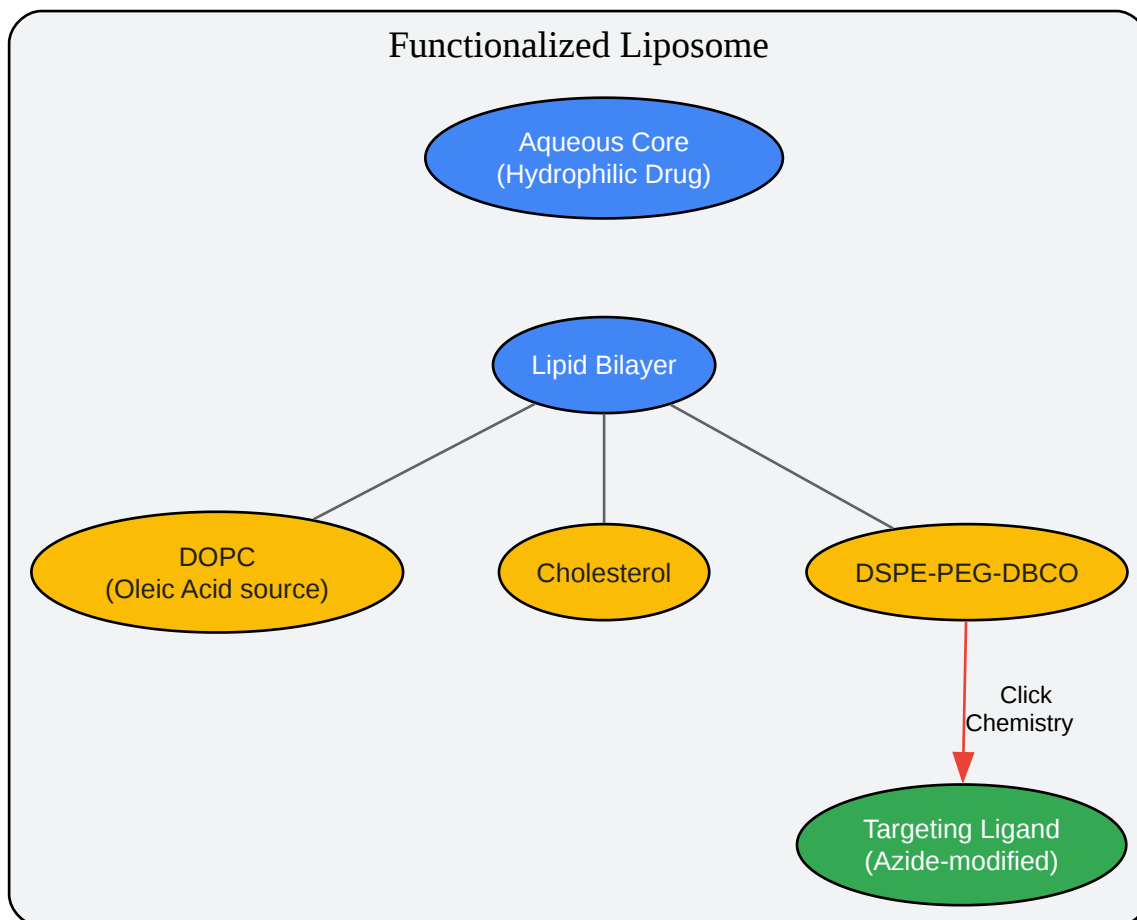 Functionalized Liposome
Aqueous Core
(Hydrophilic Drug)
Lipid Bilayer
DOPC
(Oleic Acid source)
Cholesterol
DSPE-PEG-DBCO
Click
Chemistry
Targeting Ligand
(Azide-modified)